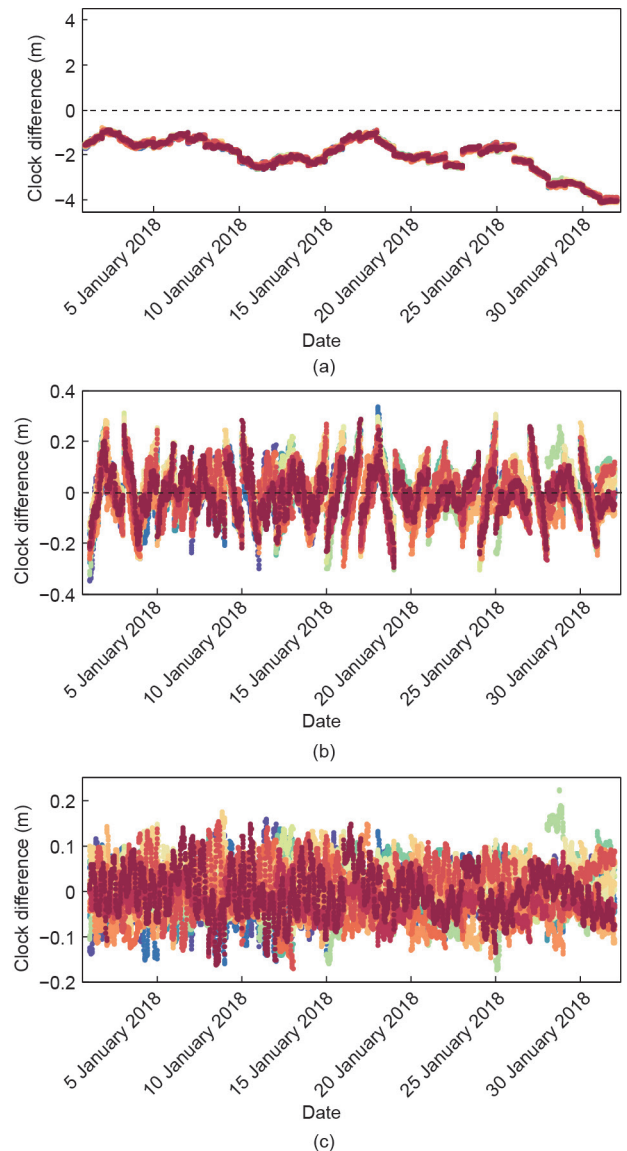 4
2
0
−2
−4
Clock difference (m)
5 January 2018
10 January 2018
15 January 2018
20 January 2018
25 January 2018
30 January 2018
Date
(a)
0.4
0.2
0
−0.2
−0.4
Clock difference (m)
5 January 2018
10 January 2018
15 January 2018
20 January 2018
25 January 2018
30 January 2018
Date
(b)
0.2
0.1
0
−0.1
−0.2
Clock difference (m)
5 January 2018
10 January 2018
15 January 2018
20 January 2018
25 January 2018
30 January 2018
Date
(c)